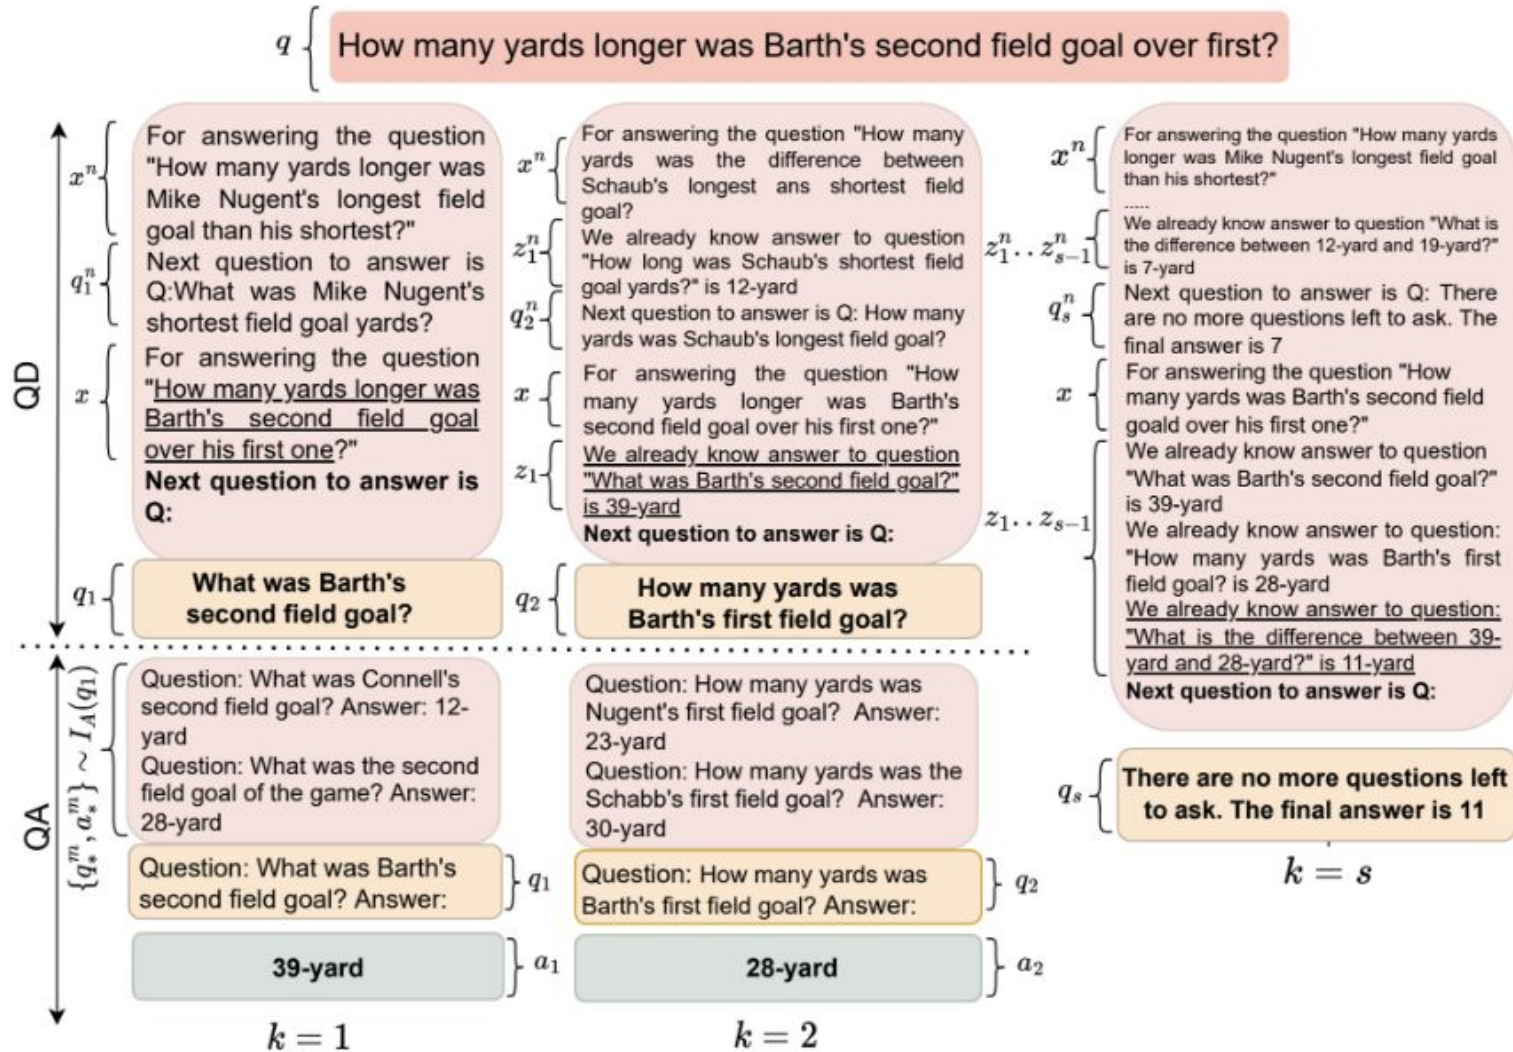 q { How many yards longer was Barth's second field goal over first?
QD
x^n
For answering the question
"How many yards longer was
Mike Nugent's longest field
goal than his shortest?"
q_1^n
Next question to answer is
Q:What was Mike Nugent's
shortest field goal yards?
x
For answering the question
"How many yards longer was
Barth's second field goal
over his first one?"
Next question to answer is
Q:
q_1
What was Barth's
second field goal?
x^n
For answering the question "How many
yards was the difference between
Schaub's longest ans shortest field
goal?
z_1^n
We already know answer to question
"How long was Schaub's shortest field
goal yards?" is 12-yard
q_2^n
Next question to answer is Q: How many
yards was Schaub's longest field goal?
x
For answering the question "How
many yards longer was Barth's
second field goal over his first one?"
z_1
We already know answer to question
"What was Barth's second field goal?"
is 39-yard
Next question to answer is Q:
q_2
How many yards was
Barth's first field goal?
x^n
For answering the question "How many yards
longer was Mike Nugent's longest field goal
than his shortest?"
.....
z_1^n . . z_{s-1}^n
We already know answer to question "What is
the difference between 12-yard and 19-yard?"
is 7-yard
q_s^n
Next question to answer is Q: There
are no more questions left to ask. The
final answer is 7
x
For answering the question "How
many yards was Barth's second field
goald over his first one?"
z_1 . . z_{s-1}
We already know answer to question
"What was Barth's second field goal?"
is 39-yard
We already know answer to question:
"How many yards was Barth's first
field goal? is 28-yard
We already know answer to question:
"What is the difference between 39-
yard and 28-yard?" is 11-yard
Next question to answer is Q:
q_s
There are no more questions left
to ask. The final answer is 11
k = s
QA
{q_*^m, a_*^m} ~ I_A(q_1)
Question: What was Connell's
second field goal? Answer: 12-
yard
Question: What was the second
field goal of the game? Answer:
28-yard
Question: What was Barth's
second field goal? Answer:
q_1
39-yard
a_1
k = 1
Question: How many yards was
Nugent's first field goal? Answer:
23-yard
Question: How many yards was the
Schabb's first field goal? Answer:
30-yard
Question: How many yards was
Barth's first field goal? Answer:
q_2
28-yard
a_2
k = 2